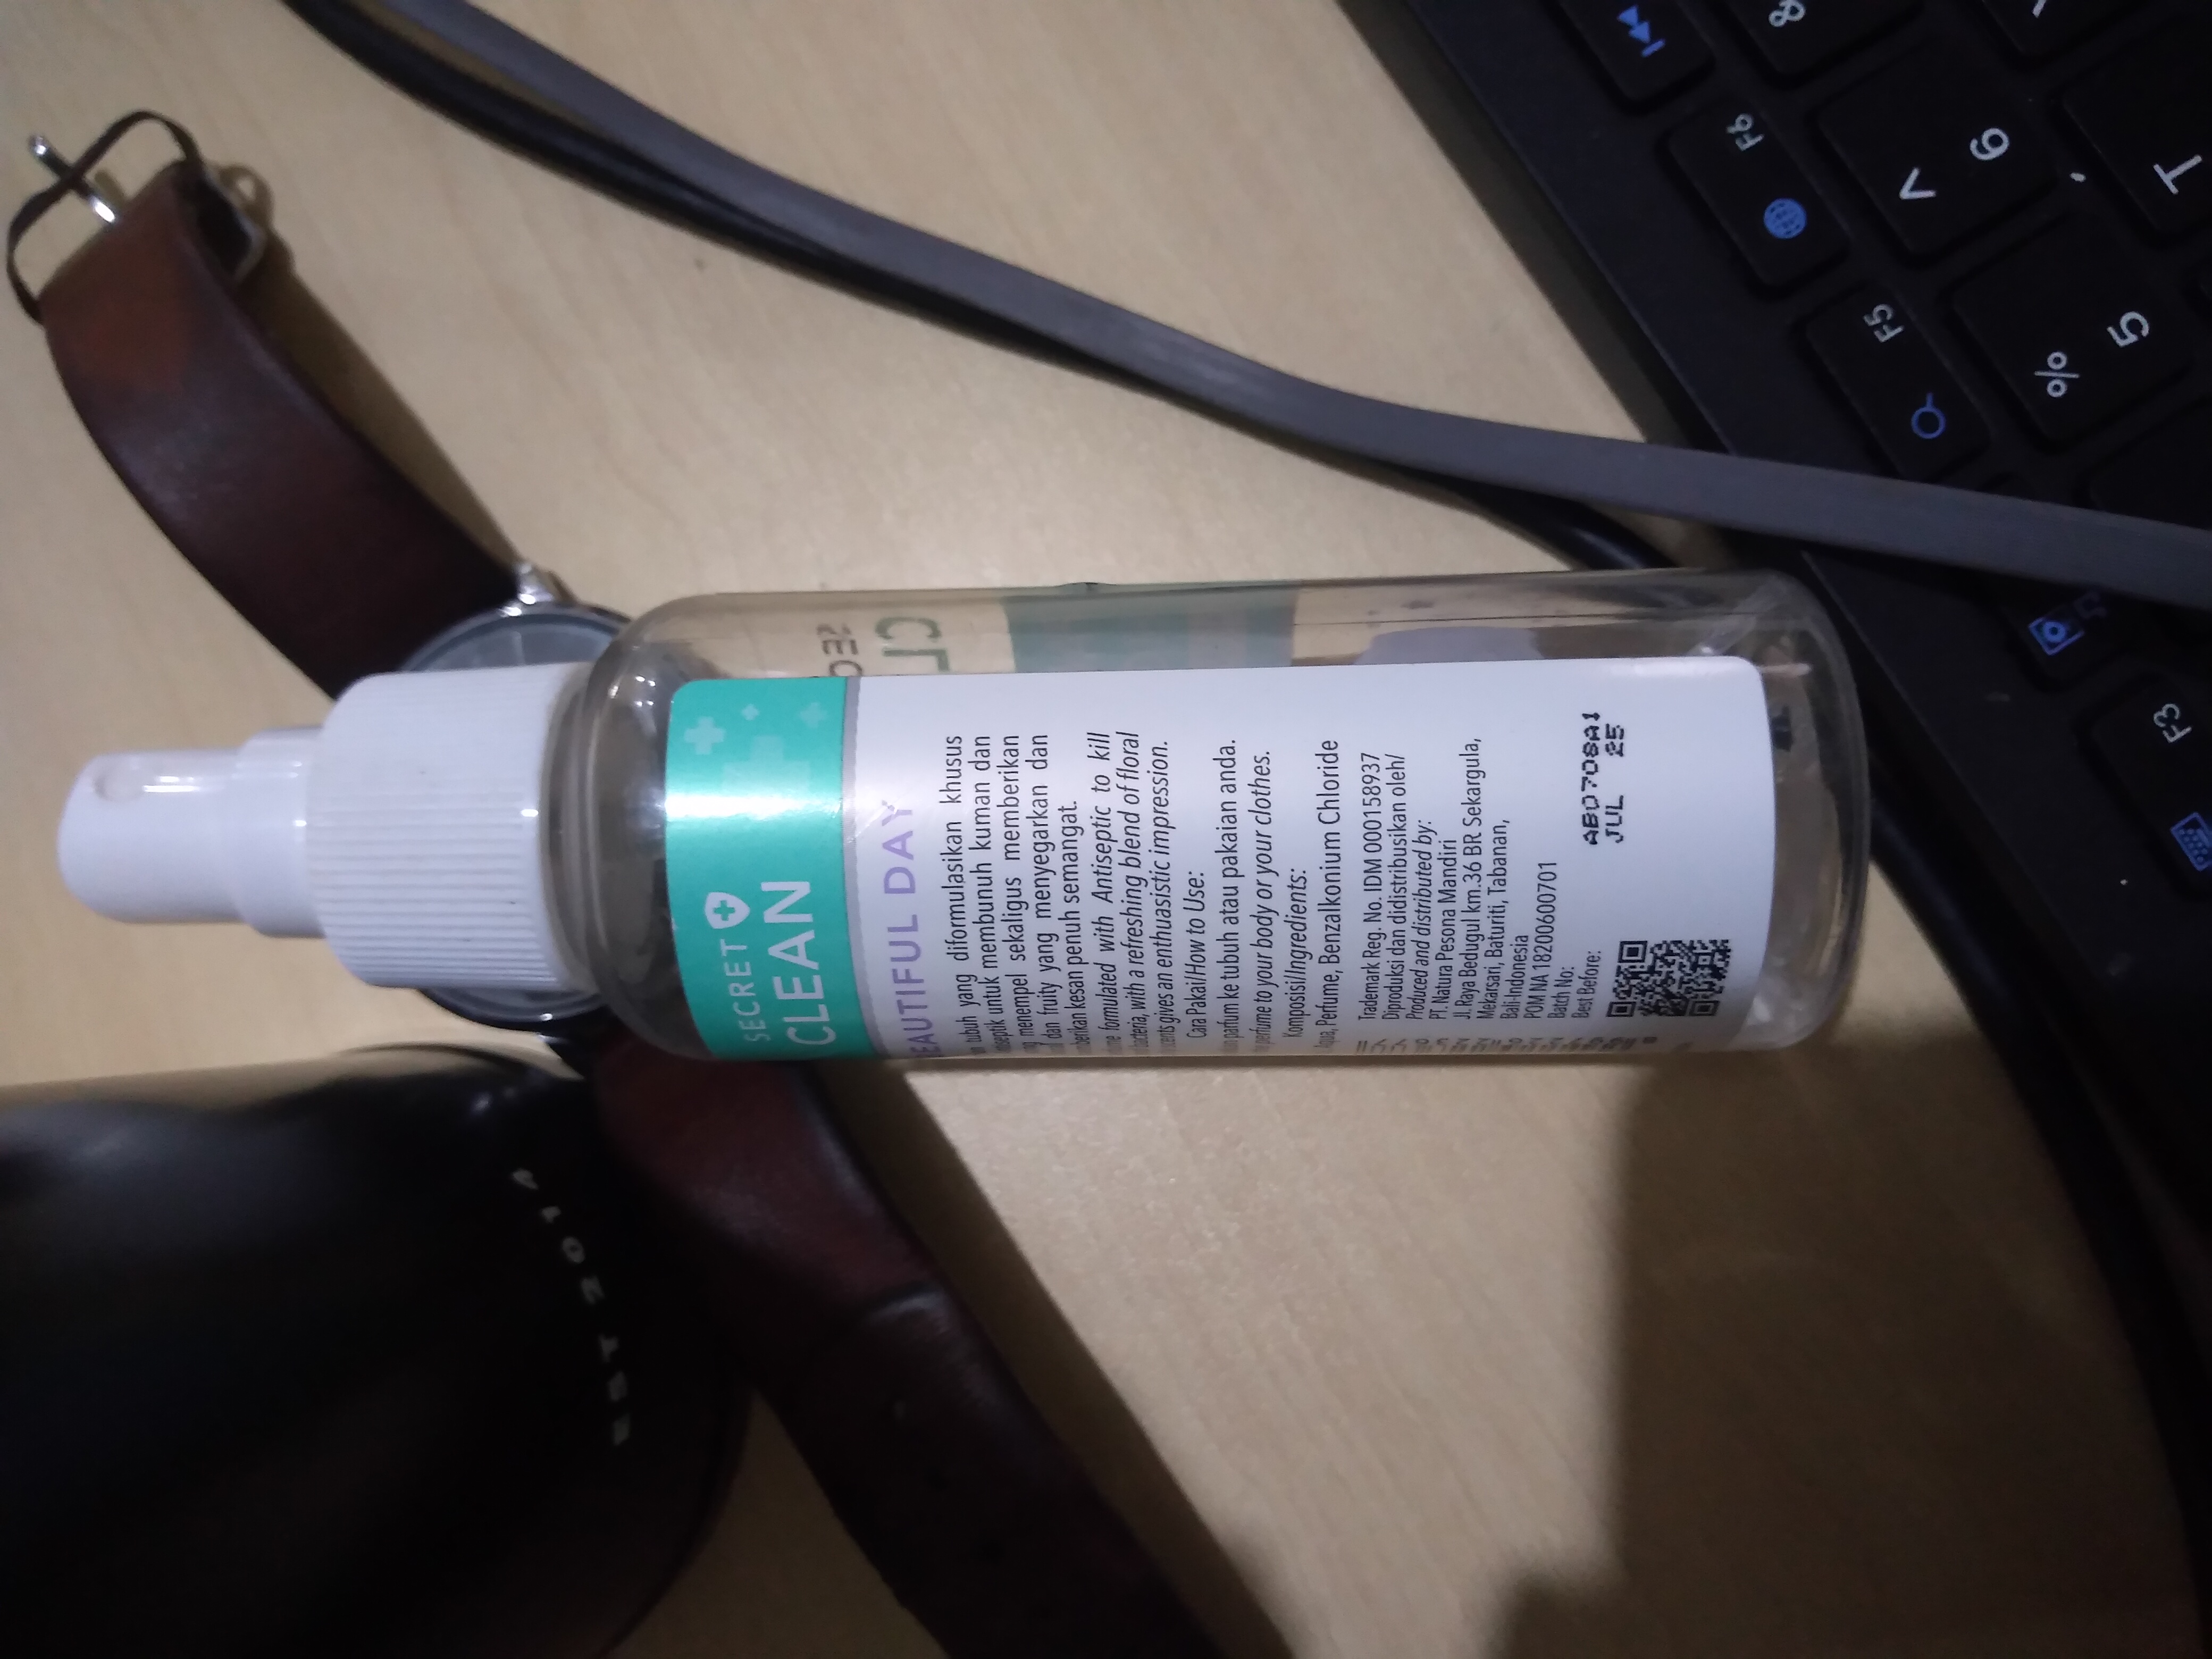 EST 2014
SECRET
CLEAN
BEAUTIFUL DAY
tubuh yang diformulasikan khusus
untuk membunuh kuman dan
menempel sekaligus memberikan
dan fruity yang menyegarkan dan
kesan penuh semangat.
formulated with Antiseptic to kill
bacteria, with a refreshing blend of floral
gives an enthuasistic impression.
Cara Pakai/How to Use:
parfum ke tubuh atau pakaian anda.
perfume to your body or your clothes.
Komposisi/Ingredients:
Aqua, Perfume, Benzalkonium Chloride
Trademark Reg. No. IDM 000158937
Diproduksi dan didistribusikan oleh/
Produced and distributed by:
PT. Natura Pesona Mandiri
Jl. Raya Bedugul km.36 BR Sekargula,
Mekarsari, Baturiti, Tabanan,
Bali-Indonesia
POM NA 18200600701
Batch No: AB0708A1
Best Before: JUL 25
F6
&
F5
^
6
%
5
F3
T